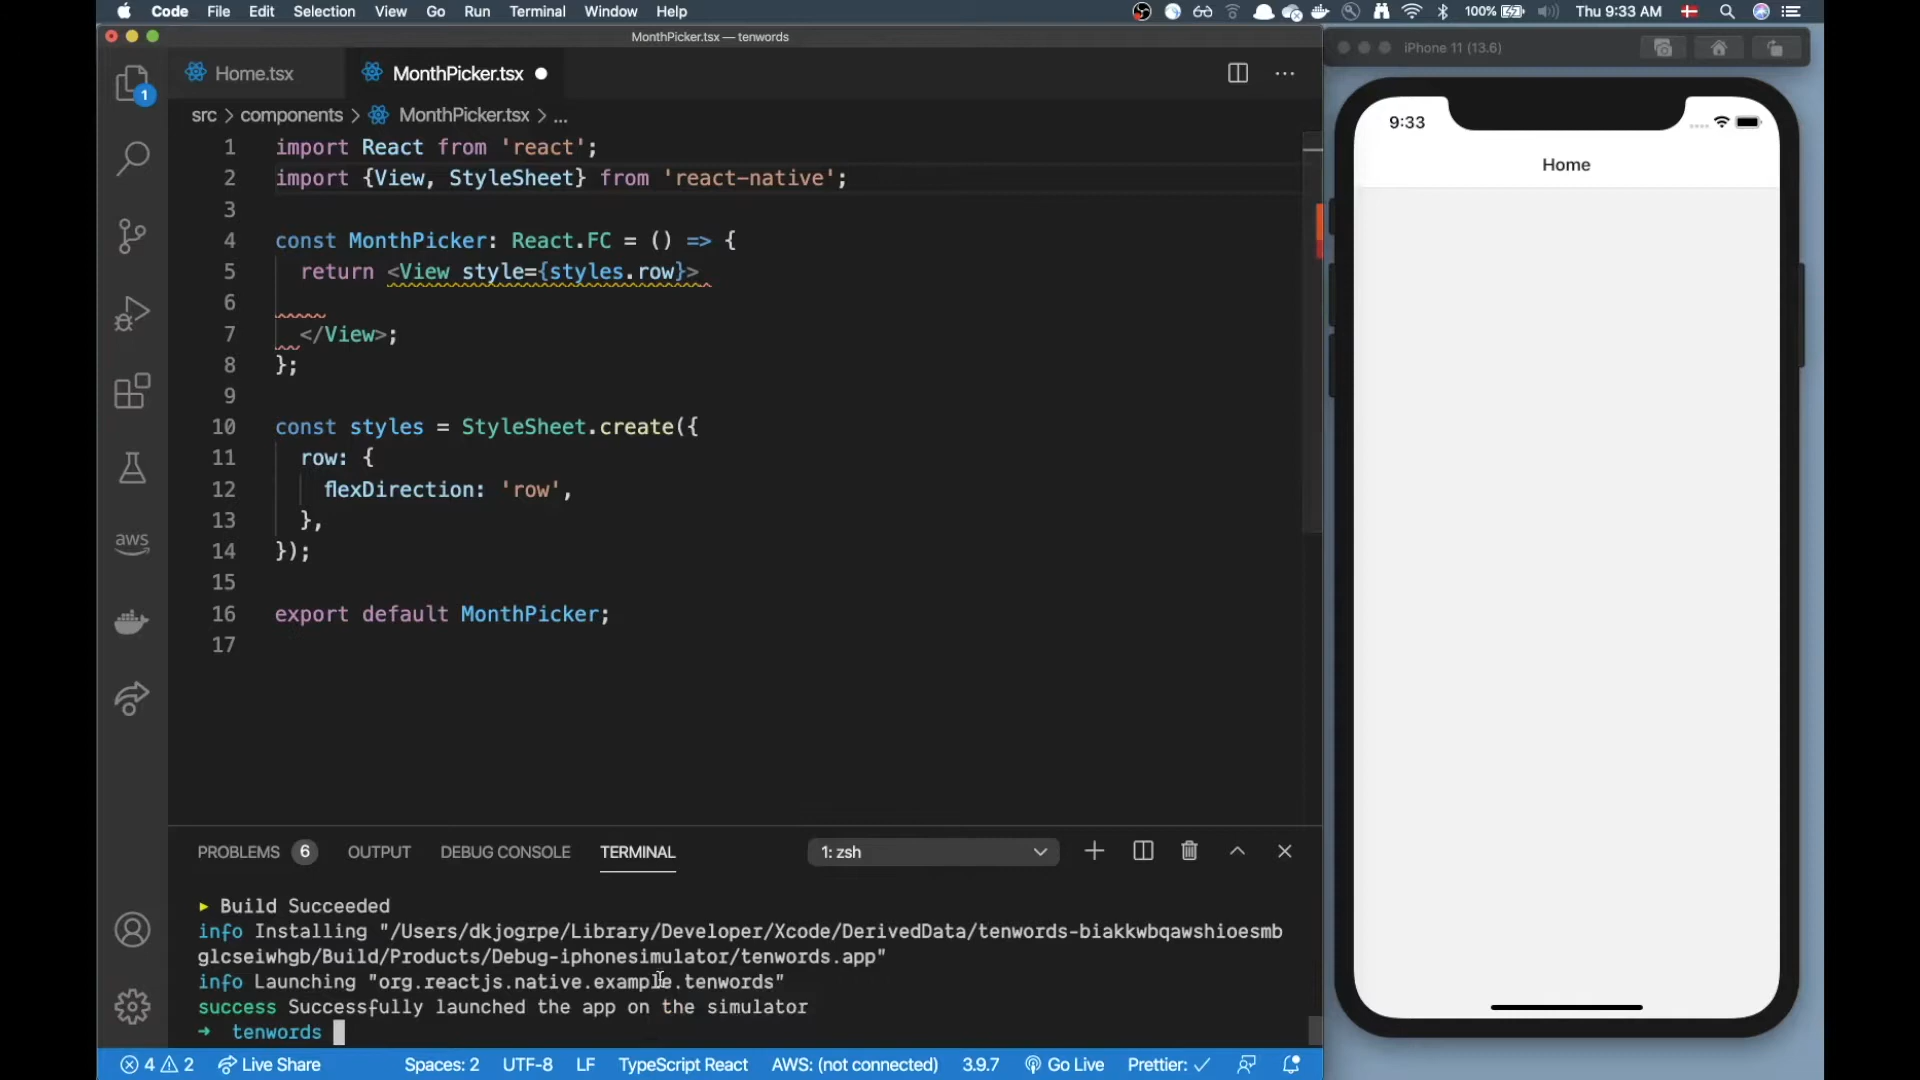 Code File Edit Selection View Go Run Terminal Window Help 100% Thu 9:33 AM
MonthPicker.tsx — tenwords
iPhone 11 (13.6)
1
Home.tsx MonthPicker.tsx
src > components > MonthPicker.tsx > ...
1 import React from 'react';
2 import {View, StyleSheet} from 'react-native';
3
4 const MonthPicker: React.FC = () => {
5 return <View style={styles.row}>
6
7 </View>;
8 };
9
10 const styles = StyleSheet.create({
11 row: {
12 flexDirection: 'row',
13 },
14 });
15
16 export default MonthPicker;
17
aws
9:33
Home
PROBLEMS 6 OUTPUT DEBUG CONSOLE TERMINAL 1: zsh
▸ Build Succeeded
info Installing "/Users/dkjogrpe/Library/Developer/Xcode/DerivedData/tenwords-biakkwbqawshioesmb
glcseiwhgb/Build/Products/Debug-iphonesimulator/tenwords.app"
info Launching "org.reactjs.native.example.tenwords"
success Successfully launched the app on the simulator
➜ tenwords
4 2 Live Share Spaces: 2 UTF-8 LF TypeScript React AWS: (not connected) 3.9.7 Go Live Prettier: ✓